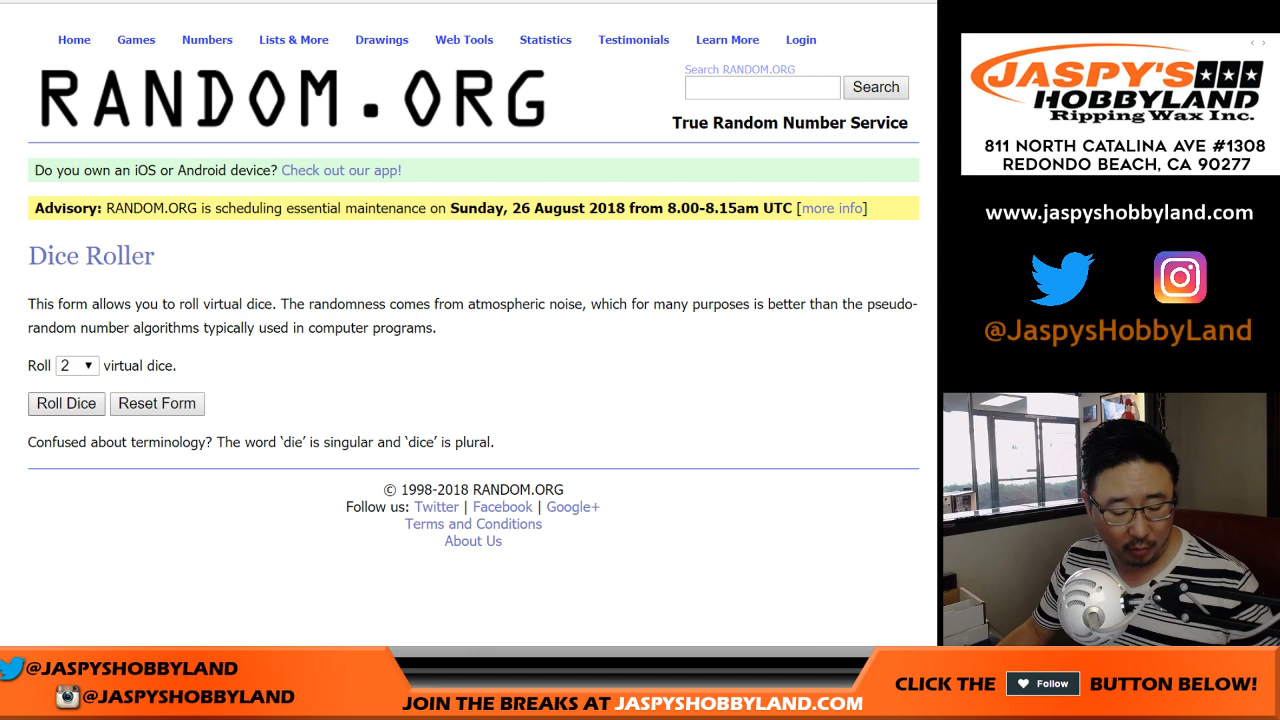 Home Games Numbers Lists & More Drawings Web Tools Statistics Testimonials Learn More Login
RANDOM.ORG
Search RANDOM.ORG
Search
True Random Number Service
Do you own an iOS or Android device? Check out our app!
Advisory: RANDOM.ORG is scheduling essential maintenance on Sunday, 26 August 2018 from 8.00-8.15am UTC [more info]
Dice Roller
This form allows you to roll virtual dice. The randomness comes from atmospheric noise, which for many purposes is better than the pseudo-
random number algorithms typically used in computer programs.
Roll 2 virtual dice.
Roll Dice Reset Form
Confused about terminology? The word ‘die’ is singular and ‘dice’ is plural.
© 1998-2018 RANDOM.ORG
Follow us: Twitter | Facebook | Google+
Terms and Conditions
About Us
JASPY'S
HOBBYLAND
Ripping Wax Inc.
811 NORTH CATALINA AVE #1308
REDONDO BEACH, CA 90277
www.jaspyshobbyland.com
@JaspysHobbyLand
@JASPYSHOBBYLAND
@JASPYSHOBBYLAND
JOIN THE BREAKS AT JASPYSHOBBYLAND.COM
CLICK THE Follow BUTTON BELOW!